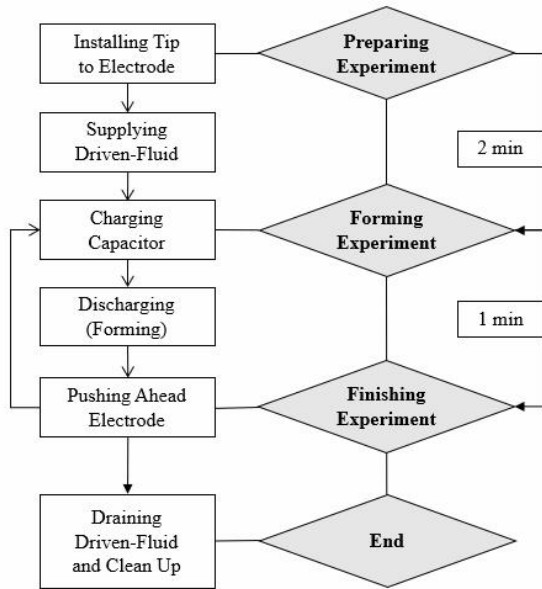 Installing Tip
to Electrode
Preparing
Experiment
Supplying
Driven-Fluid
2 min
Charging
Capacitor
Forming
Experiment
Discharging
(Forming)
1 min
Pushing Ahead
Electrode
Finishing
Experiment
Draining
Driven-Fluid
and Clean Up
End